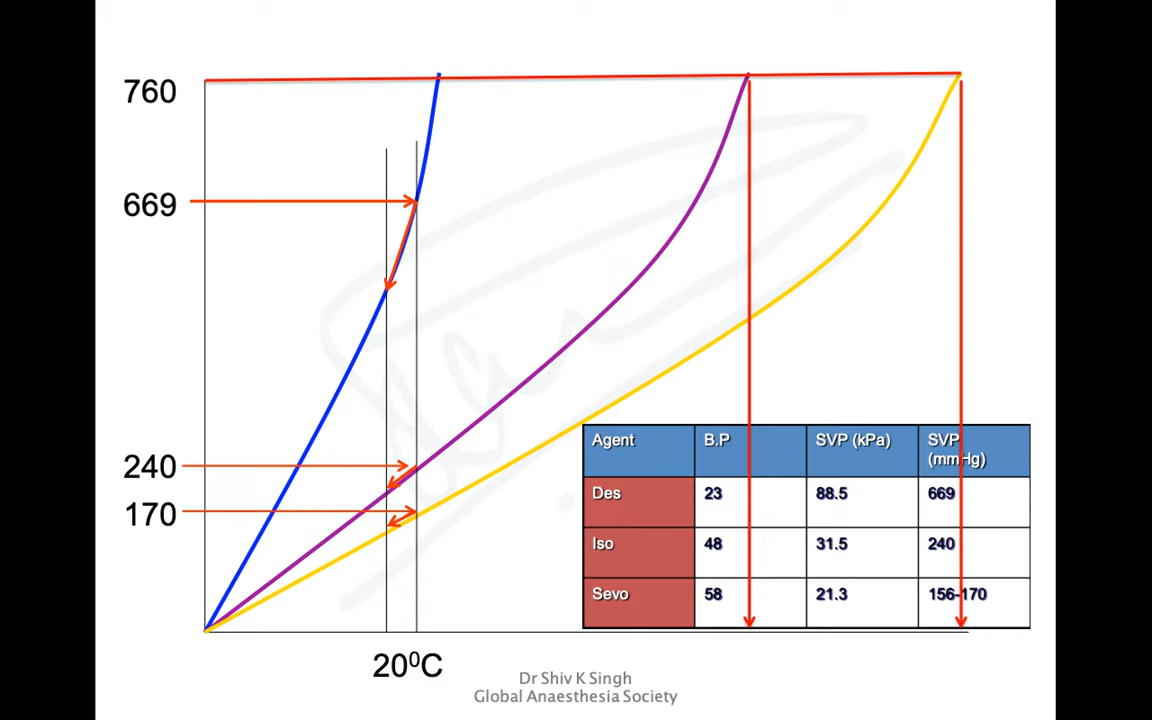 760
669
240
170
20⁰C
Agent B.P SVP (kPa) SVP (mmHg)
Des 23 88.5 669
Iso 48 31.5 240
Sevo 58 21.3 156-170
Dr Shiv K Singh
Global Anaesthesia Society